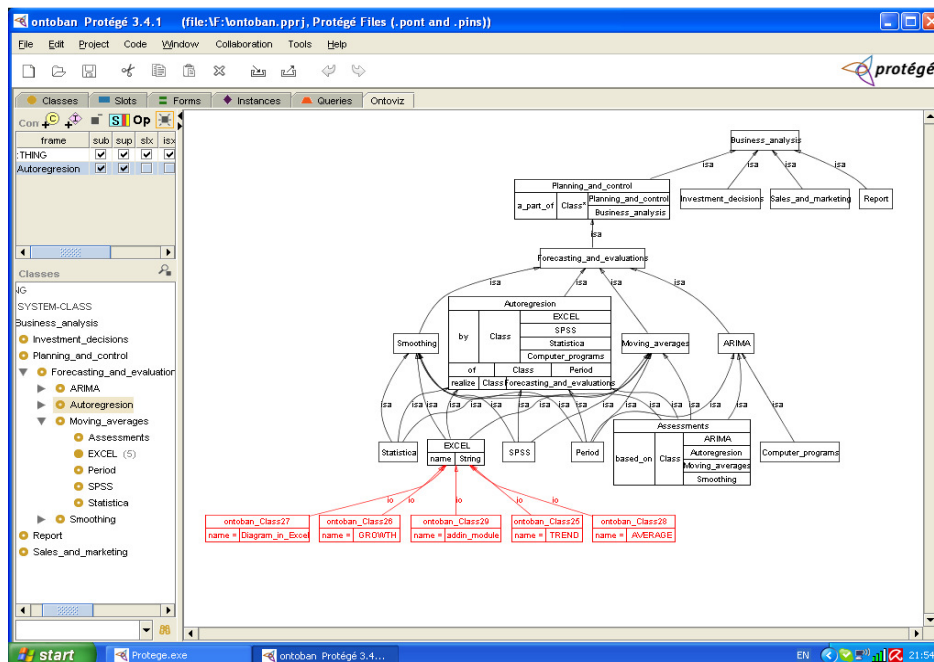 ontoban Protégé 3.4.1 (file:\F:\ontoban.pprj, Protégé Files (.pont and .pins))
File Edit Project Code Window Collaboration Tools Help
protégé
Classes Slots Forms Instances Queries Ontoviz
Con C I S Op
frame sub sup slx isx
:THING
Autoregresion
Classes
NG
SYSTEM-CLASS
Business_analysis
Investment_decisions
Planning_and_control
Forecasting_and_evaluation
ARIMA
Autoregresion
Moving_averages
Assessments
EXCEL (5)
Period
SPSS
Statistica
Smoothing
Report
Sales_and_marketing
Business_analysis
isa isa isa isa isa
Planning_and_control
a_part_of Class* Planning_and_control
Business_analysis
Investment_decisions Sales_and_marketing Report
isa
Forecasting_and_evaluations
isa isa isa isa
Autoregresion
by Class EXCEL
SPSS
Statistica
Computer_programs
of Class Period
realize Class Forecasting_and_evaluations
Smoothing Moving_averages ARIMA
isa isa isa isa isa isa isa isa isa isa isa isa isa
Statistica
EXCEL
name String
SPSS Period
Assessments
based_on Class ARIMA
Autoregresion
Moving_averages
Smoothing
Computer_programs
io io io io io
ontoban_Class27 ontoban_Class26 ontoban_Class29 ontoban_Class25 ontoban_Class28
name = Diagram_in_Excel name = GROWTH name = addin_module name = TREND name = AVERAGE
start Protege.exe ontoban Protégé 3.4... EN 21:54